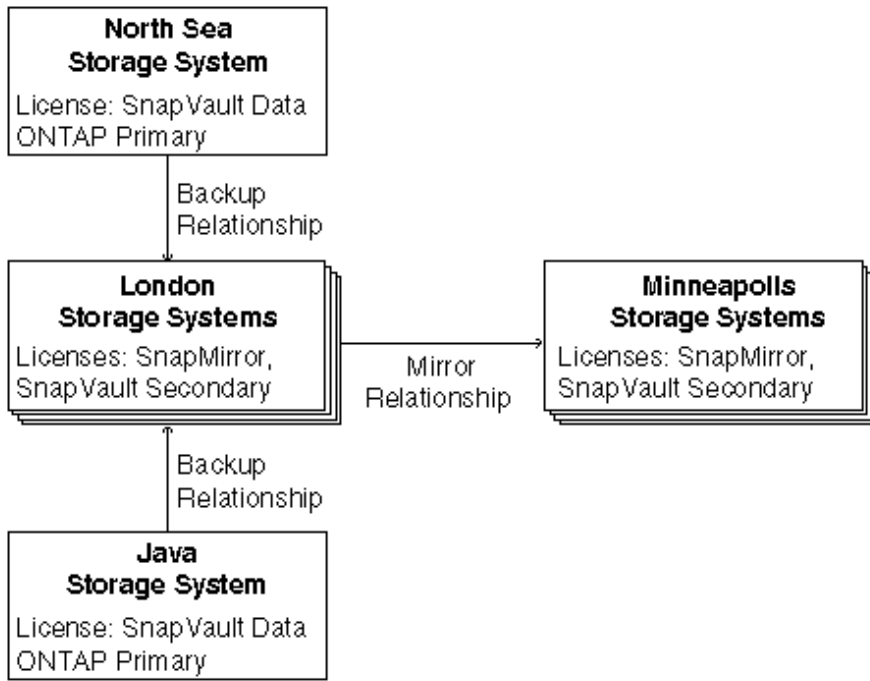 North Sea
Storage System
License: SnapVault Data
ONTAP Primary
Backup
Relationship
London
Storage Systems
Licenses: SnapMirror,
SnapVault Secondary
Mirror
Relationship
Minneapolis
Storage Systems
Licenses: SnapMirror,
SnapVault Secondary
Backup
Relationship
Java
Storage System
License: SnapVault Data
ONTAP Primary